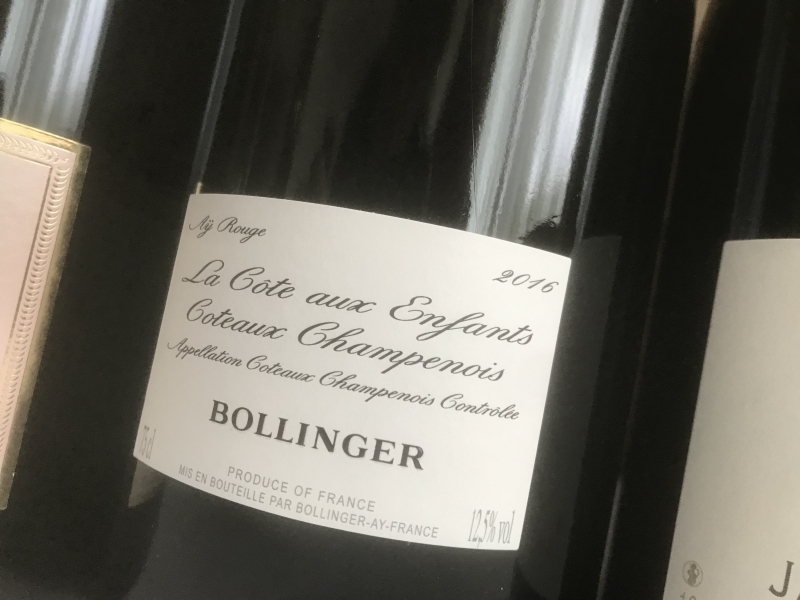 Aÿ Rouge
2016
La Côte aux Enfants
Coteaux Champenois
Appellation Coteaux Champenois Contrôlée
BOLLINGER
75cl
PRODUCE OF FRANCE
MIS EN BOUTEILLE PAR BOLLINGER-AY-FRANCE
12,5% vol